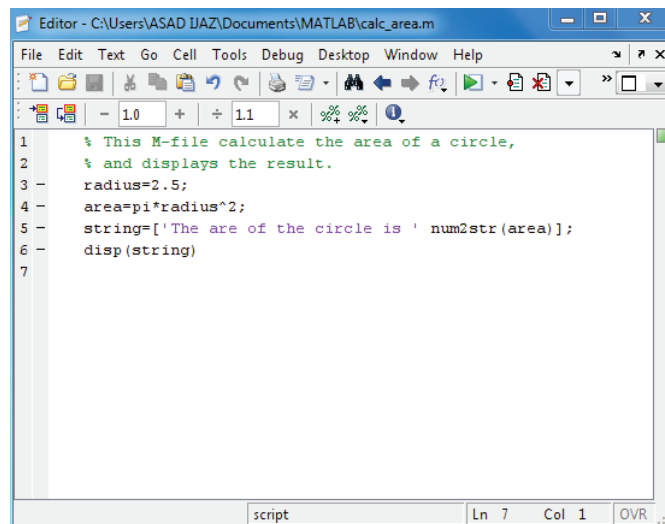 Editor - C:\Users\ASAD IJAZ\Documents\MATLAB\calc_area.m
File Edit Text Go Cell Tools Debug Desktop Window Help
- 1.0 + ÷ 1.1 ×
1 % This M-file calculate the area of a circle,
2 % and displays the result.
3 - radius=2.5;
4 - area=pi*radius^2;
5 - string=['The are of the circle is ' num2str(area)];
6 - disp(string)
7
script Ln 7 Col 1 OVR